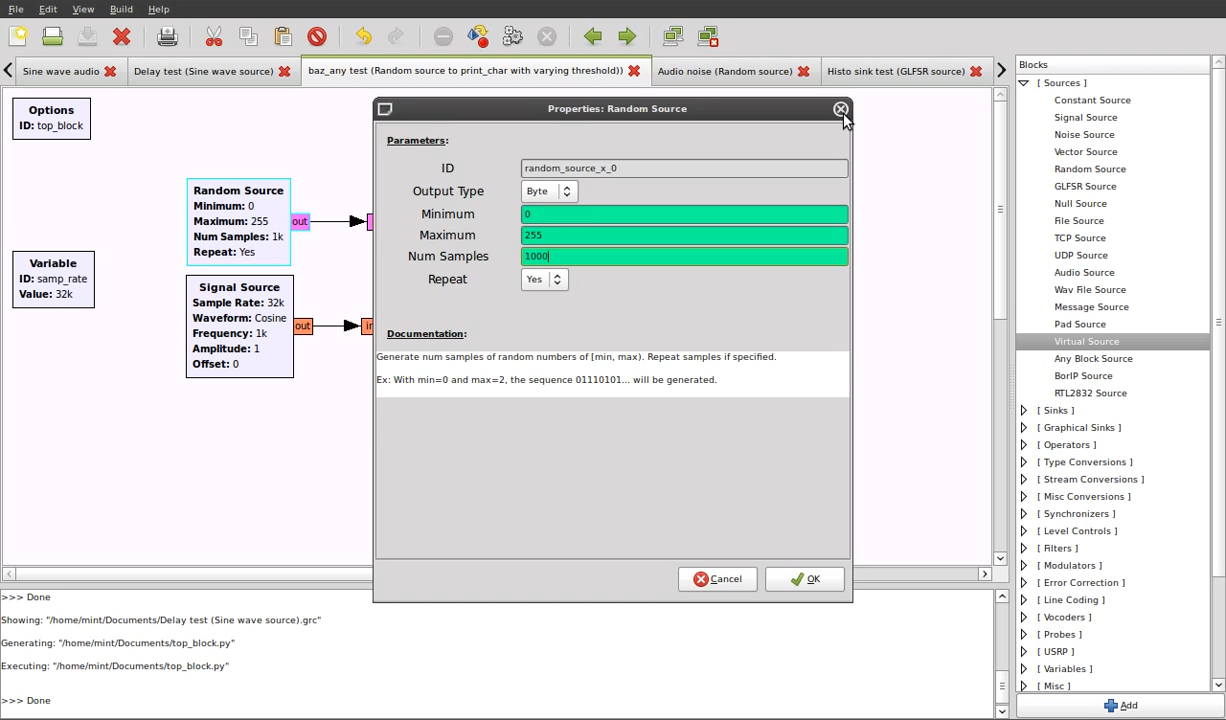 File Edit View Build Help
Sine wave audio
Delay test (Sine wave source)
baz_any test (Random source to print_char with varying threshold))
Audio noise (Random source)
Histo sink test (GLFSR source)
Options
ID: top_block
Random Source
Minimum: 0
Maximum: 255
Num Samples: 1k
Repeat: Yes
out
Variable
ID: samp_rate
Value: 32k
Signal Source
Sample Rate: 32k
Waveform: Cosine
Frequency: 1k
Amplitude: 1
Offset: 0
out
in
Properties: Random Source
Parameters:
ID random_source_x_0
Output Type Byte
Minimum 0
Maximum 255
Num Samples 1000
Repeat Yes
Documentation:
Generate num samples of random numbers of [min, max). Repeat samples if specified.
Ex: With min=0 and max=2, the sequence 01110101... will be generated.
Cancel OK
Blocks
[ Sources ]
Constant Source
Signal Source
Noise Source
Vector Source
Random Source
GLFSR Source
Null Source
File Source
TCP Source
UDP Source
Audio Source
Wav File Source
Message Source
Pad Source
Virtual Source
Any Block Source
BorIP Source
RTL2832 Source
[ Sinks ]
[ Graphical Sinks ]
[ Operators ]
[ Type Conversions ]
[ Stream Conversions ]
[ Misc Conversions ]
[ Synchronizers ]
[ Level Controls ]
[ Filters ]
[ Modulators ]
[ Error Correction ]
[ Line Coding ]
[ Vocoders ]
[ Probes ]
[ USRP ]
[ Variables ]
[ Misc ]
Add
>>> Done
Showing: "/home/mint/Documents/Delay test (Sine wave source).grc"
Generating: "/home/mint/Documents/top_block.py"
Executing: "/home/mint/Documents/top_block.py"
>>> Done